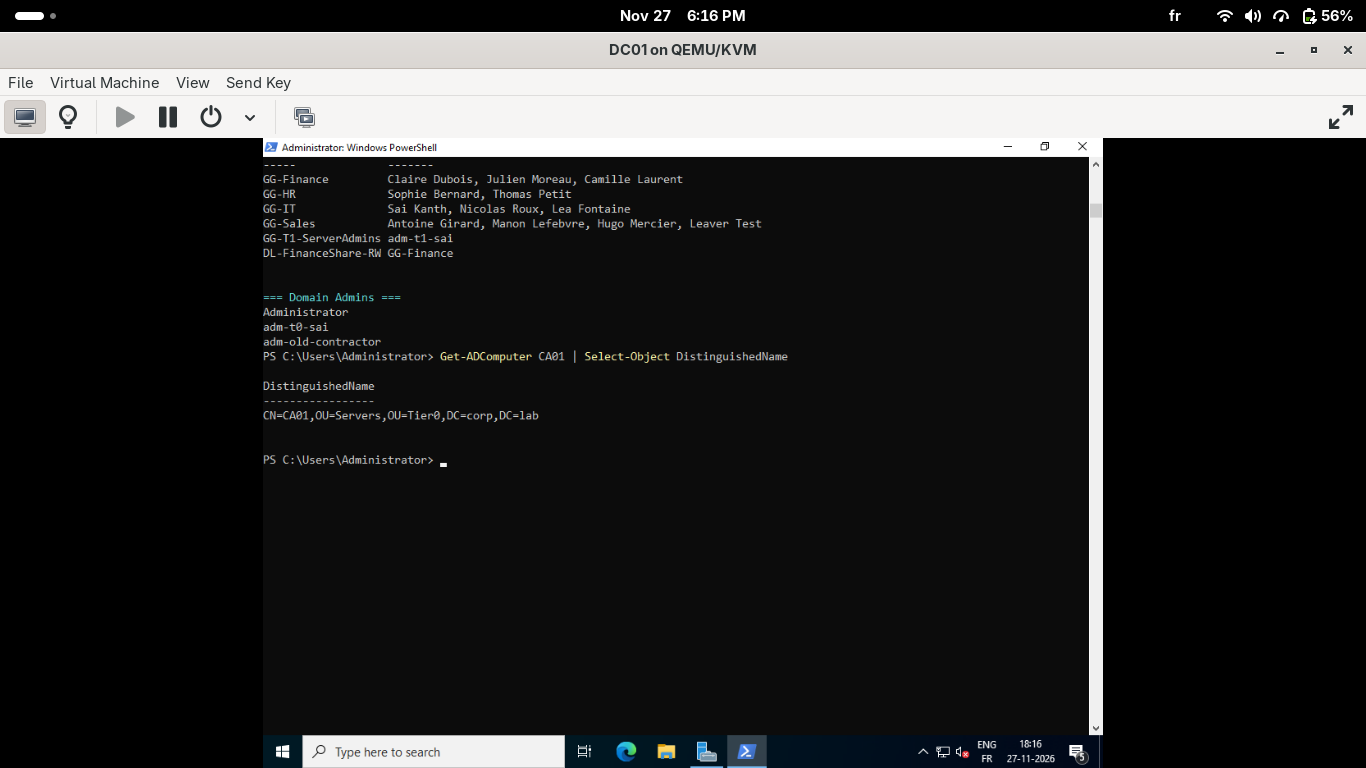 Nov 27 6:16 PM
fr
56%
DC01 on QEMU/KVM
File Virtual Machine View Send Key
Administrator: Windows PowerShell
----- -------
GG-Finance Claire Dubois, Julien Moreau, Camille Laurent
GG-HR Sophie Bernard, Thomas Petit
GG-IT Sai Kanth, Nicolas Roux, Lea Fontaine
GG-Sales Antoine Girard, Manon Lefebvre, Hugo Mercier, Leaver Test
GG-T1-ServerAdmins adm-t1-sai
DL-FinanceShare-RW GG-Finance
=== Domain Admins ===
Administrator
adm-t0-sai
adm-old-contractor
PS C:\Users\Administrator> Get-ADComputer CA01 | Select-Object DistinguishedName
DistinguishedName
-----------------
CN=CA01,OU=Servers,OU=Tier0,DC=corp,DC=lab
PS C:\Users\Administrator>
Type here to search
ENG
FR
18:16
27-11-2026
5